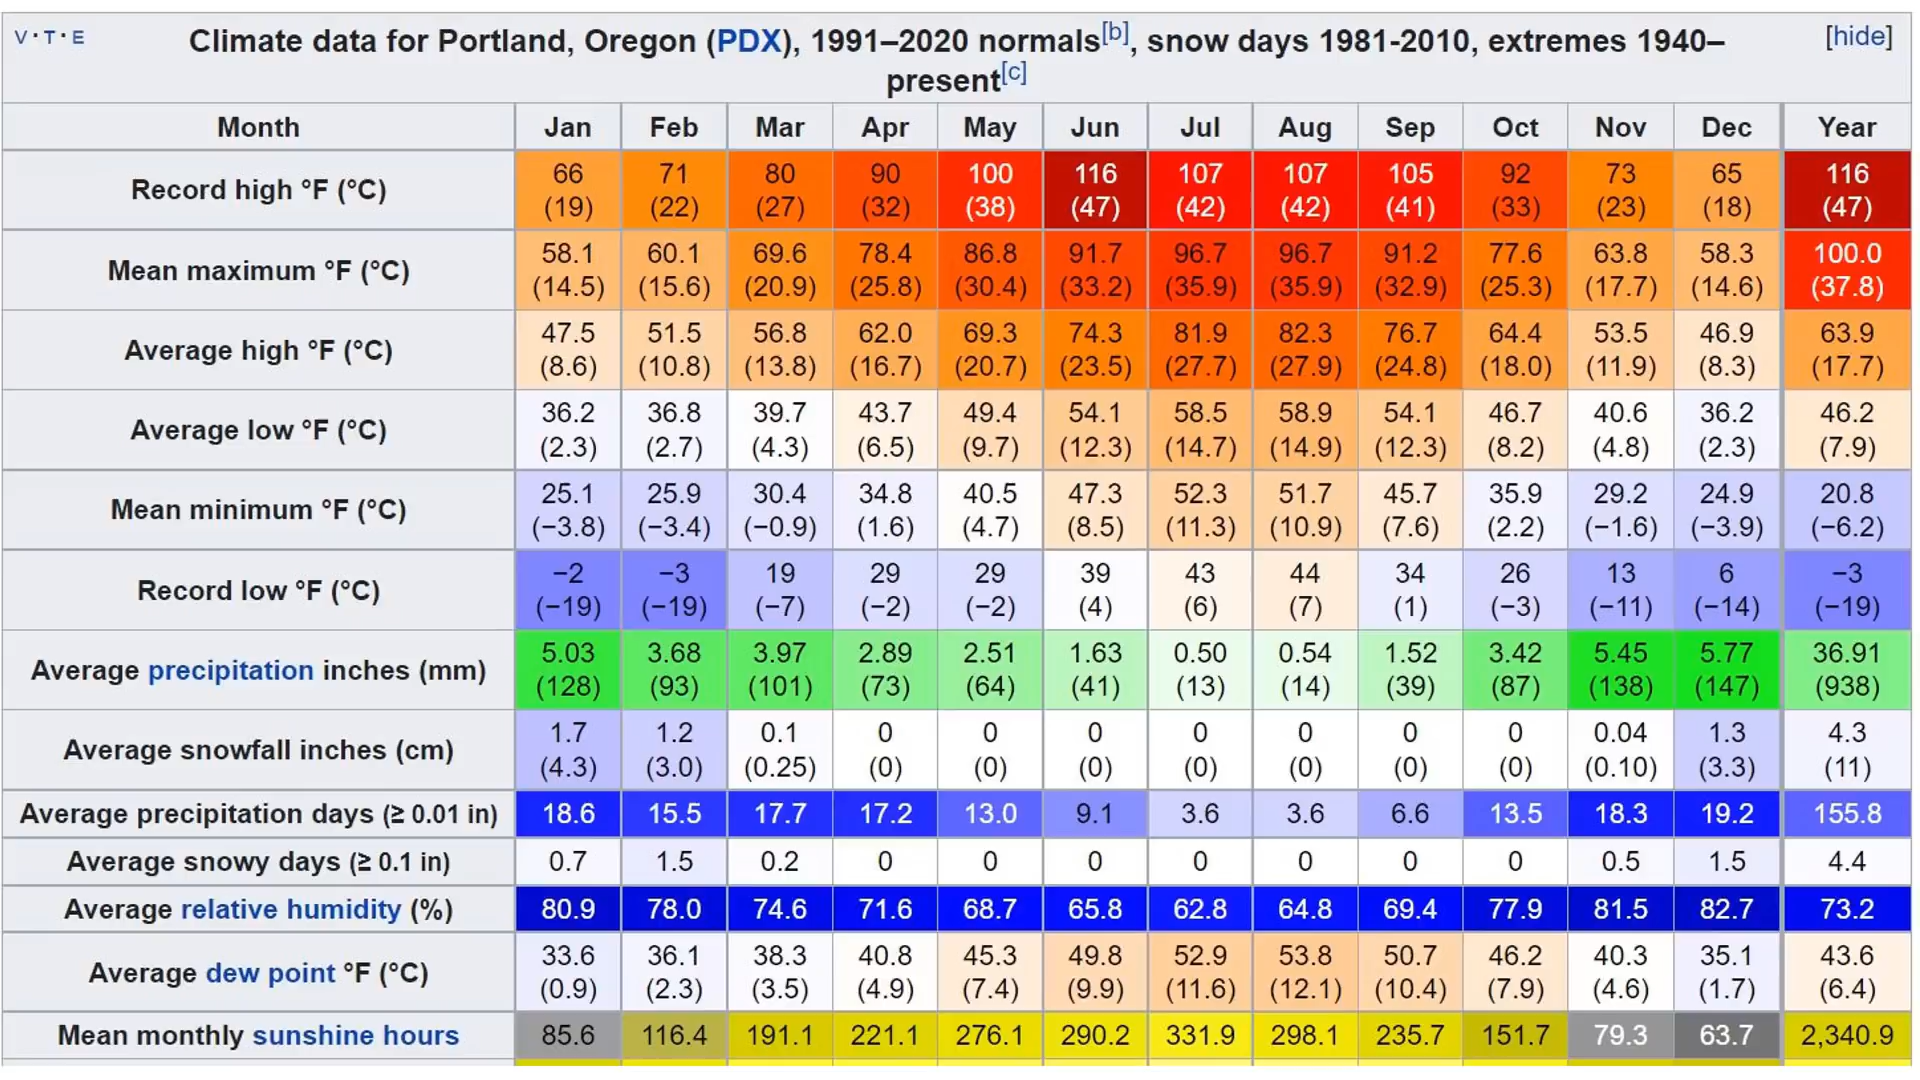 V · T · E
Climate data for Portland, Oregon (PDX), 1991–2020 normals[b], snow days 1981-2010, extremes 1940–
present[c]
[hide]
Month Jan Feb Mar Apr May Jun Jul Aug Sep Oct Nov Dec Year
Record high °F (°C) 66 71 80 90 100 116 107 107 105 92 73 65 116
(19) (22) (27) (32) (38) (47) (42) (42) (41) (33) (23) (18) (47)
Mean maximum °F (°C) 58.1 60.1 69.6 78.4 86.8 91.7 96.7 96.7 91.2 77.6 63.8 58.3 100.0
(14.5) (15.6) (20.9) (25.8) (30.4) (33.2) (35.9) (35.9) (32.9) (25.3) (17.7) (14.6) (37.8)
Average high °F (°C) 47.5 51.5 56.8 62.0 69.3 74.3 81.9 82.3 76.7 64.4 53.5 46.9 63.9
(8.6) (10.8) (13.8) (16.7) (20.7) (23.5) (27.7) (27.9) (24.8) (18.0) (11.9) (8.3) (17.7)
Average low °F (°C) 36.2 36.8 39.7 43.7 49.4 54.1 58.5 58.9 54.1 46.7 40.6 36.2 46.2
(2.3) (2.7) (4.3) (6.5) (9.7) (12.3) (14.7) (14.9) (12.3) (8.2) (4.8) (2.3) (7.9)
Mean minimum °F (°C) 25.1 25.9 30.4 34.8 40.5 47.3 52.3 51.7 45.7 35.9 29.2 24.9 20.8
(−3.8) (−3.4) (−0.9) (1.6) (4.7) (8.5) (11.3) (10.9) (7.6) (2.2) (−1.6) (−3.9) (−6.2)
Record low °F (°C) −2 −3 19 29 29 39 43 44 34 26 13 6 −3
(−19) (−19) (−7) (−2) (−2) (4) (6) (7) (1) (−3) (−11) (−14) (−19)
Average precipitation inches (mm) 5.03 3.68 3.97 2.89 2.51 1.63 0.50 0.54 1.52 3.42 5.45 5.77 36.91
(128) (93) (101) (73) (64) (41) (13) (14) (39) (87) (138) (147) (938)
Average snowfall inches (cm) 1.7 1.2 0.1 0 0 0 0 0 0 0 0.04 1.3 4.3
(4.3) (3.0) (0.25) (0) (0) (0) (0) (0) (0) (0) (0.10) (3.3) (11)
Average precipitation days (≥ 0.01 in) 18.6 15.5 17.7 17.2 13.0 9.1 3.6 3.6 6.6 13.5 18.3 19.2 155.8
Average snowy days (≥ 0.1 in) 0.7 1.5 0.2 0 0 0 0 0 0 0 0.5 1.5 4.4
Average relative humidity (%) 80.9 78.0 74.6 71.6 68.7 65.8 62.8 64.8 69.4 77.9 81.5 82.7 73.2
Average dew point °F (°C) 33.6 36.1 38.3 40.8 45.3 49.8 52.9 53.8 50.7 46.2 40.3 35.1 43.6
(0.9) (2.3) (3.5) (4.9) (7.4) (9.9) (11.6) (12.1) (10.4) (7.9) (4.6) (1.7) (6.4)
Mean monthly sunshine hours 85.6 116.4 191.1 221.1 276.1 290.2 331.9 298.1 235.7 151.7 79.3 63.7 2,340.9